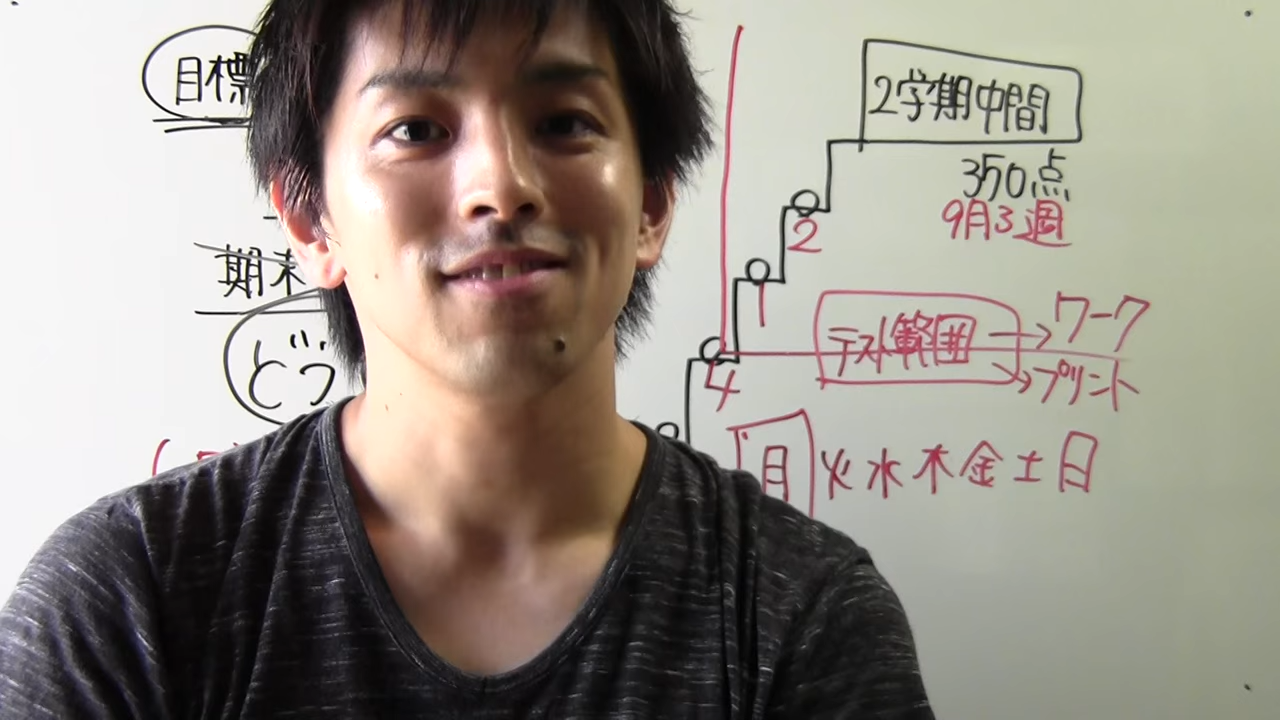 目標
2学期中間
350点
9月3週
2
1
4
期末
テスト範囲→ワーク
→プリント
どう
月火水木金土日